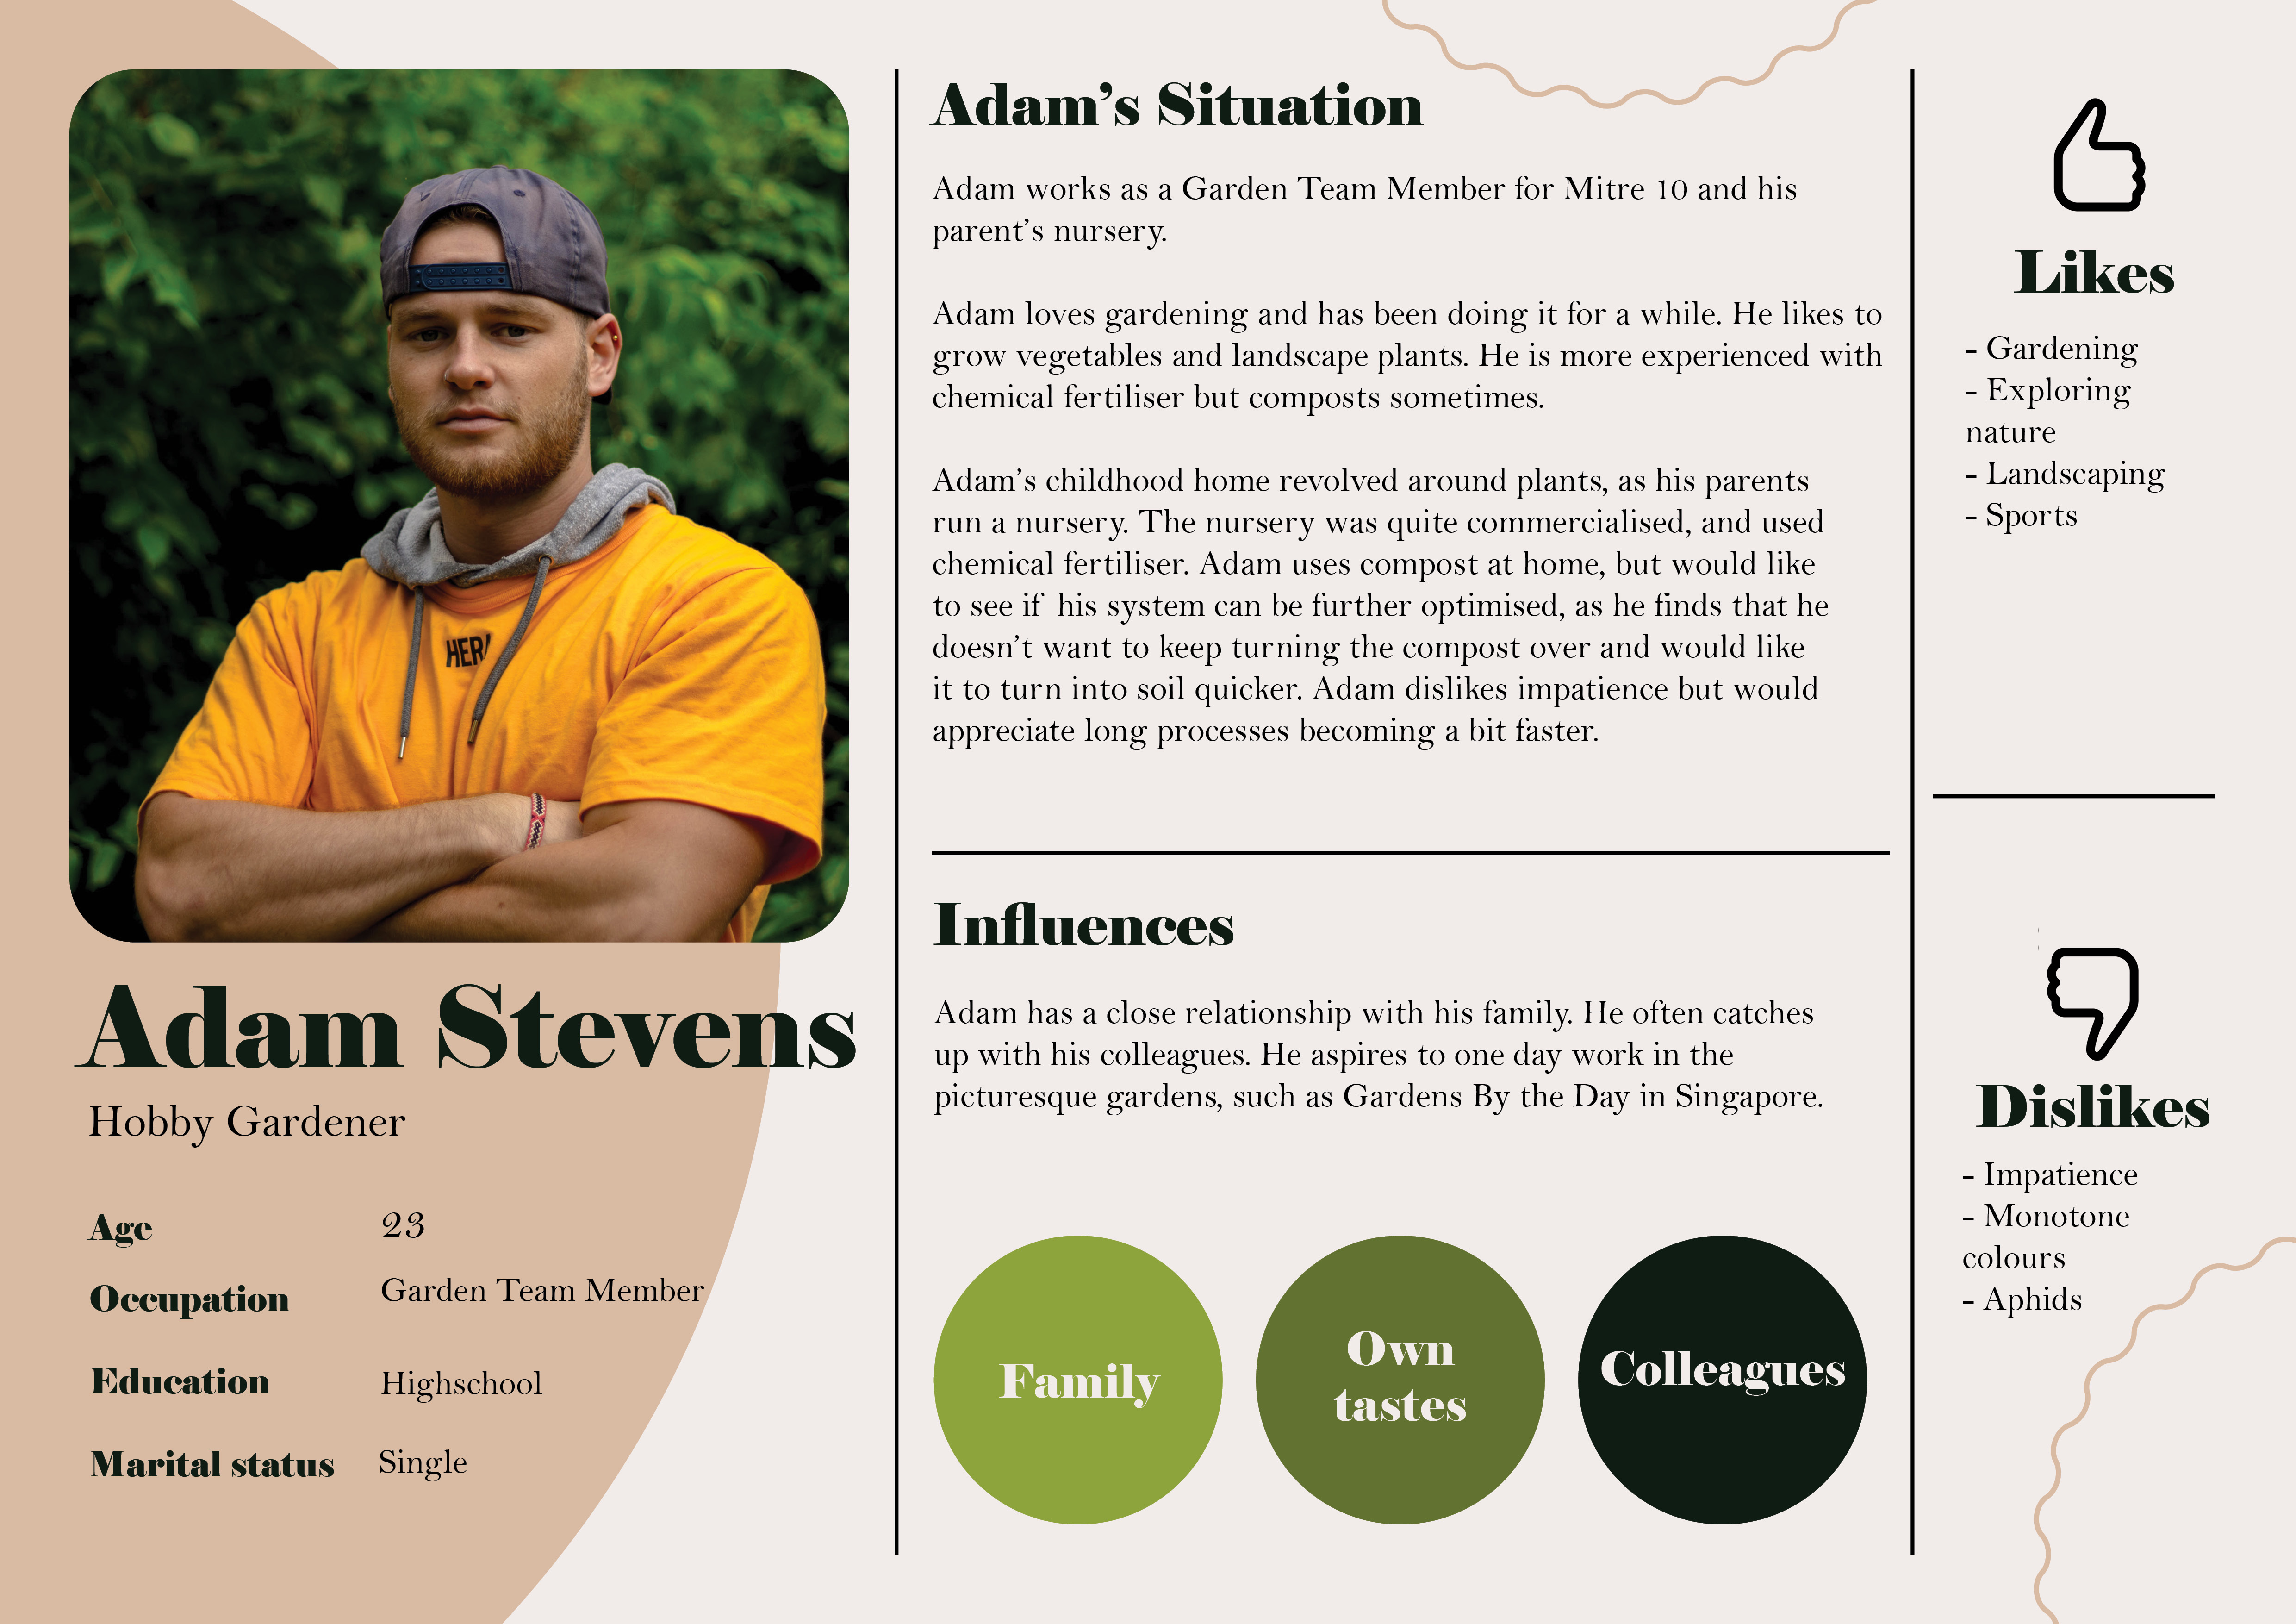 HERA
Adam Stevens
Hobby Gardener
Age 23
Occupation Garden Team Member
Education Highschool
Marital status Single
Adam’s Situation
Adam works as a Garden Team Member for Mitre 10 and his
parent’s nursery.
Adam loves gardening and has been doing it for a while. He likes to
grow vegetables and landscape plants. He is more experienced with
chemical fertiliser but composts sometimes.
Adam’s childhood home revolved around plants, as his parents
run a nursery. The nursery was quite commercialised, and used
chemical fertiliser. Adam uses compost at home, but would like
to see if  his system can be further optimised, as he finds that he
doesn’t want to keep turning the compost over and would like
it to turn into soil quicker. Adam dislikes impatience but would
appreciate long processes becoming a bit faster.
Influences
Adam has a close relationship with his family. He often catches
up with his colleagues. He aspires to one day work in the
picturesque gardens, such as Gardens By the Day in Singapore.
Family
Own
tastes
Colleagues
Likes
- Gardening
- Exploring
nature
- Landscaping
- Sports
Dislikes
- Impatience
- Monotone
colours
- Aphids